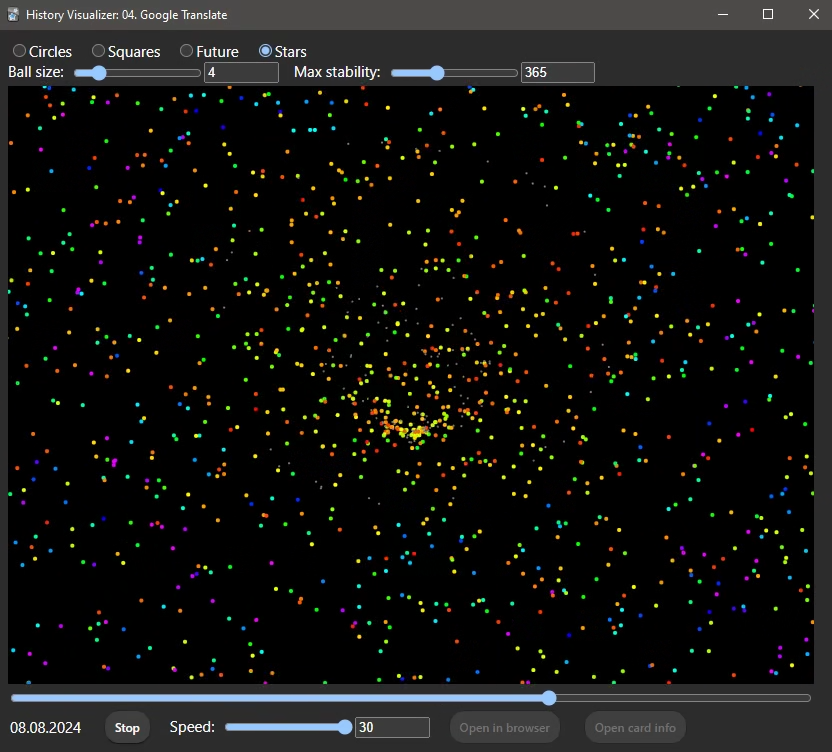 History Visualizer: 04. Google Translate
Circles Squares Future Stars
Ball size: 4 Max stability: 365
08.08.2024 Stop Speed: 30 Open in browser Open card info